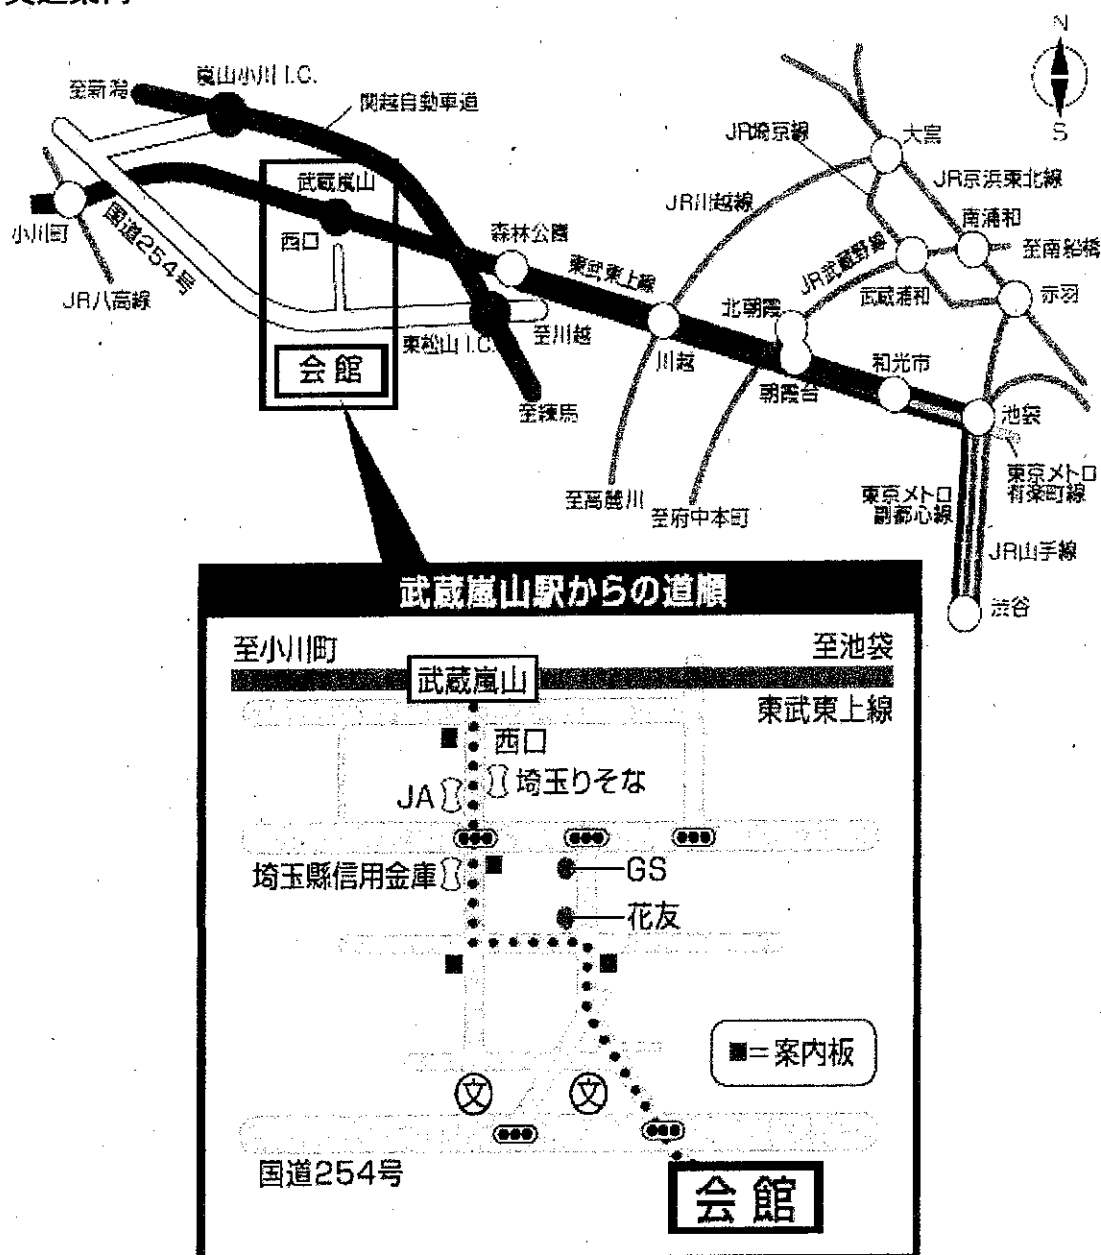 N
S
嵐山小川 I.C.
至新潟
関越自動車道
武蔵嵐山
西口
小川町
国道254号
JR八高線
森林公園
東武東上線
東松山 I.C.
至川越
会館
至練馬
JR埼京線
大宮
JR京浜東北線
JR川越線
南浦和
至南船橋
JR武蔵野線
武蔵浦和
赤羽
北朝霞
川越
朝霞台
和光市
池袋
至高麗川
至府中本町
東京メトロ
有楽町線
東京メトロ
副都心線
JR山手線
渋谷
武蔵嵐山駅からの道順
至小川町
至池袋
武蔵嵐山
東武東上線
西口
埼玉りそな
JA
埼玉縣信用金庫
GS
花友
■=案内板
文
文
国道254号
会館